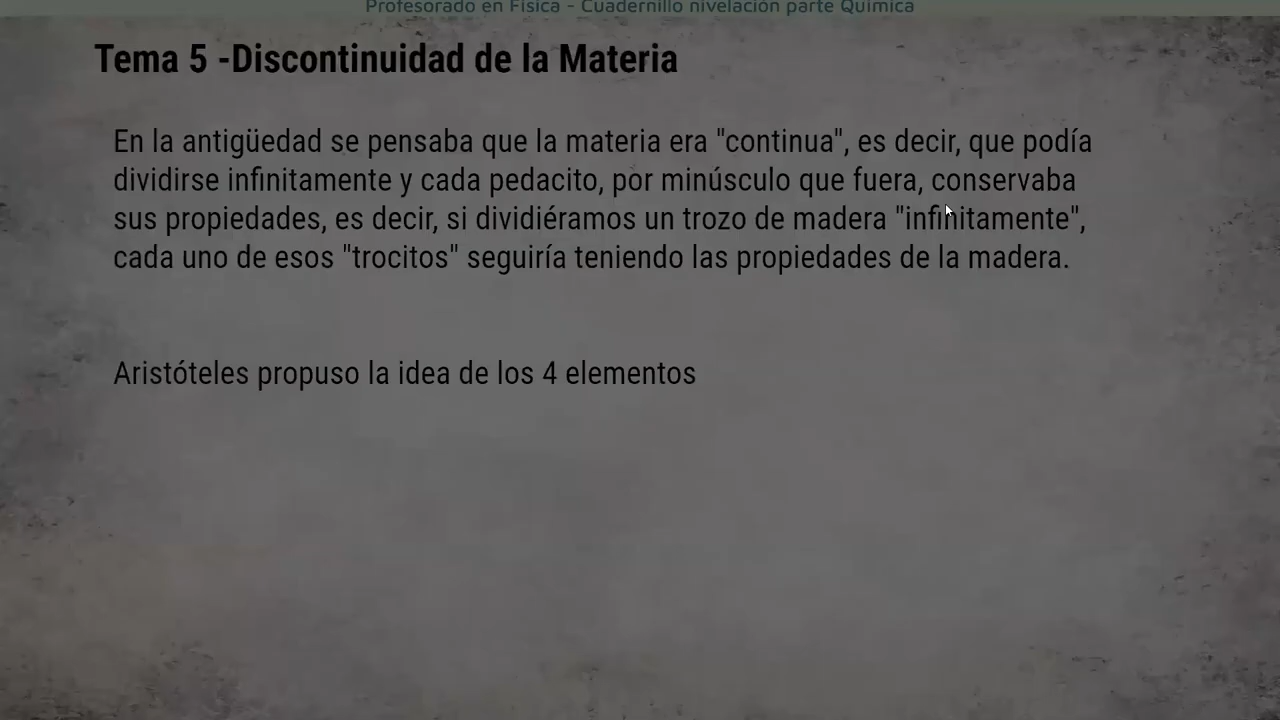 Profesorado en Física - Cuadernillo nivelación parte Química
Tema 5 -Discontinuidad de la Materia
En la antigüedad se pensaba que la materia era "continua", es decir, que podía
dividirse infinitamente y cada pedacito, por minúsculo que fuera, conservaba
sus propiedades, es decir, si dividiéramos un trozo de madera "infinitamente",
cada uno de esos "trocitos" seguiría teniendo las propiedades de la madera.
Aristóteles propuso la idea de los 4 elementos